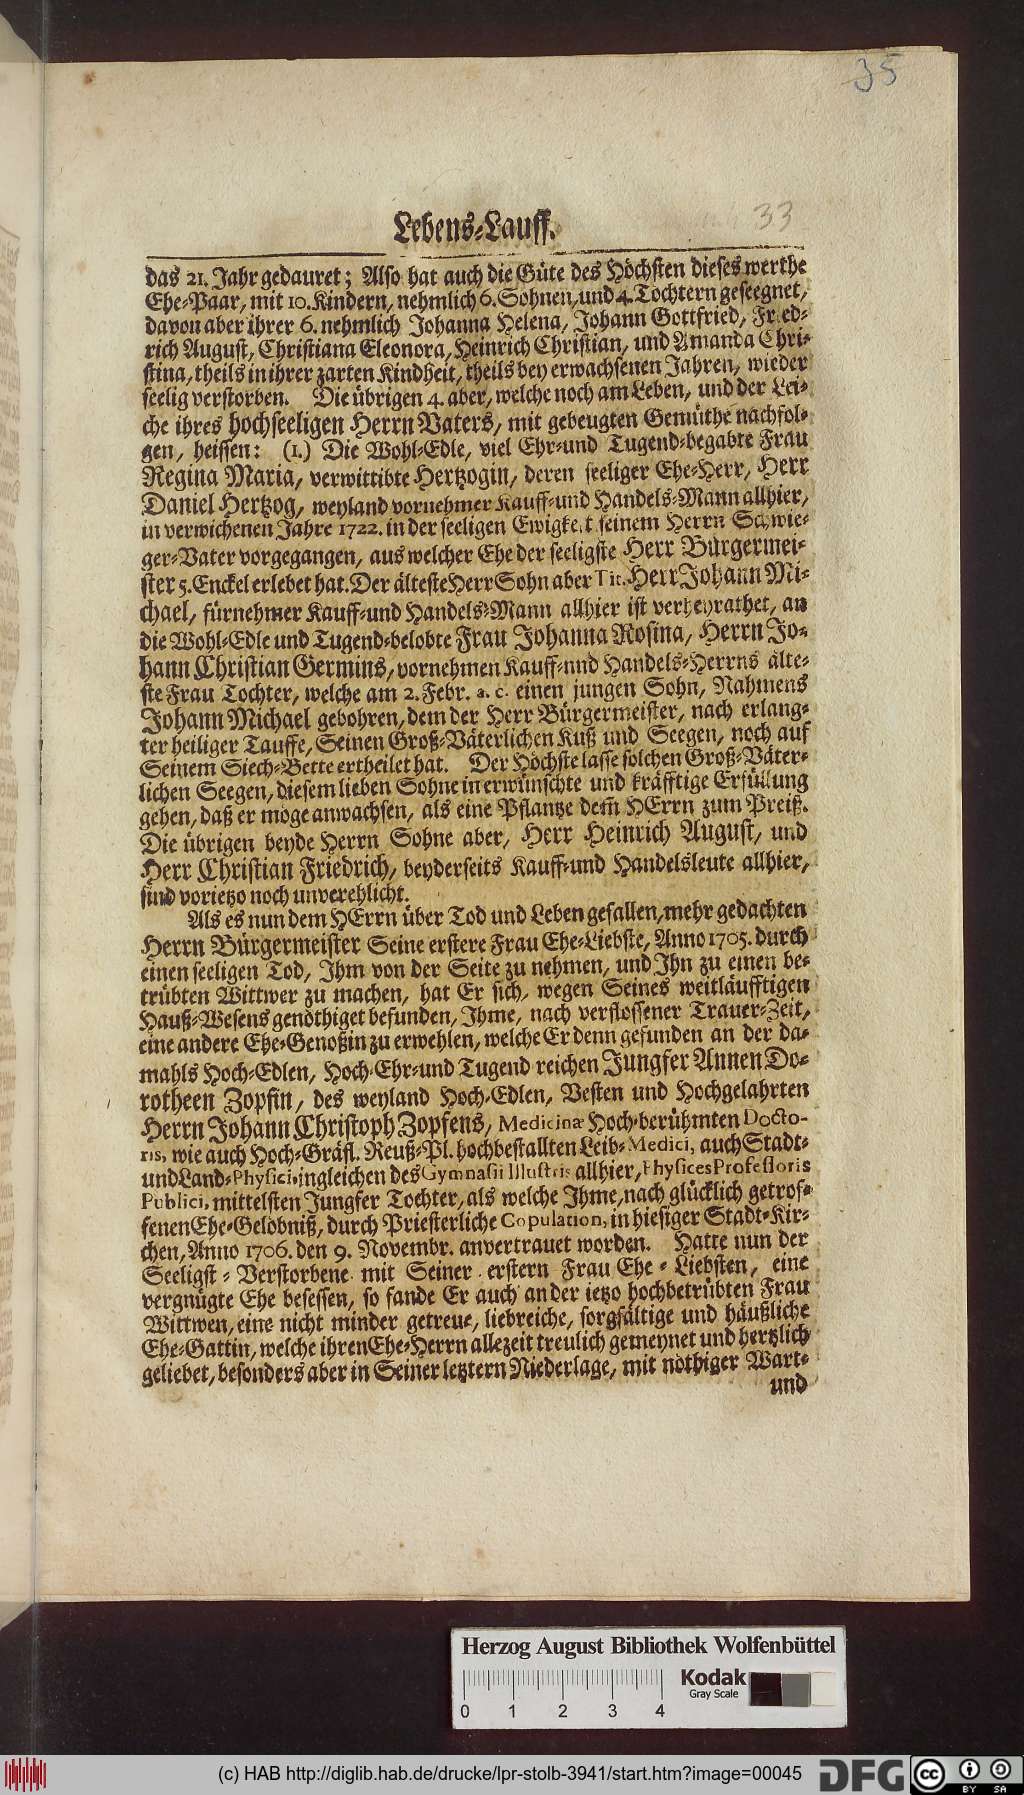 35
33
Lebens-Lauff.
das 21. Jahr gedauret; Also hat auch die Güte des Höchsten dieses werthe
Ehe-Paar, mit 10. Kindern, nehmlich 6. Söhnen, und 4. Töchtern geseegnet,
davon aber ihrer 6. nehmlich Johanna Helena, Johann Gottfried, Fried-
rich August, Christiana Eleonora, Heinrich Christian, und Amanda Chri-
stina, theils in ihrer zarten Kindheit, theils bey erwachsenen Jahren, wieder
seelig verstorben. Die übrigen 4. aber, welche noch am Leben, und der Lei-
che ihres hochseeligen Herrn Vaters, mit gebeugten Gemüthe nachfol-
gen, heissen: (1.) Die Wohl-Edle, viel Ehr-und Tugend-begabte Frau
Regina Maria, verwittibte Hertzogin, deren seeliger Ehe-Herr, Herr
Daniel Hertzog, weyland vornehmer Kauff-und Handels-Mann allhier,
in verwichenen Jahre 1722. in der seeligen Ewigkeit seinem Herrn Schwie-
ger-Vater vorgegangen, aus welcher Ehe der seeligste Herr Bürgermei-
ster 5. Enckel erlebet hat. Der älteste Herr Sohn aber Tit. Herr Johann Mi-
chael, fürnehmer Kauff-und Handels-Mann allhier ist verheyrathet, an
die Wohl-Edle und Tugend-belobte Frau Johanna Rosina, Herrn Jo-
hann Christian Germins, vornehmen Kauff-nnd Handels-Herrns älte-
ste Frau Tochter, welche am 2. Febr. a. c. einen jungen Sohn, Nahmens
Johann Michael gebohren, dem der Herr Bürgermeister, nach erlang-
ter heiliger Tauffe, Seinen Groß-Väterlichen Kuß und Seegen, noch auf
Seinem Siech-Bette ertheilet hat. Der Höchste lasse solchen Groß-Väter-
lichen Seegen, diesem lieben Sohne in erwünschte und kräfftige Erfüllung
gehen, daß er möge anwachsen, als eine Pflantze dem̃ HErrn zum Preiß.
Die übrigen beyde Herrn Söhne aber, Herr Heinrich August, und
Herr Christian Friedrich, beyderseits Kauff-und Handelsleute allhier,
sind vorietzo noch unverehlicht.
Als es nun dem HErrn über Tod und Leben gefallen, mehr gedachten
Herrn Bürgermeister Seine erstere Frau Ehe-Liebste, Anno 1705. durch
einen seeligen Tod, Ihm von der Seite zu nehmen, und Ihn zu einen be-
trübten Wittwer zu machen, hat Er sich, wegen Seines weitläufftigen
Hauß-Wesens genöthiget befunden, Ihme, nach verflossener Trauer-Zeit,
eine andere Ehe-Genoßin zu erwehlen, welche Er denn gefunden an der da-
mahls Hoch-Edlen, Hoch-Ehr-und Tugend reichen Jungfer Annen Do-
rotheen Zopfin, des weyland Hoch-Edlen, Vesten und Hochgelahrten
Herrn Johann Christoph Zopfens, Medicinæ Hoch-berühmten Docto-
ris, wie auch Hoch-Gräfl. Reuß-Pl. hochbestallten Leib-Medici, auch Stadt-
und Land-Physici, ingleichen des Gymnasii Illustris allhier, Physices Professoris
Publici, mittelsten Jungfer Tochter, als welche Ihme, nach glücklich getrof-
fenen Ehe-Gelöbniß, durch Priesterliche Copulation, in hiesiger Stadt-Kir-
chen, Anno 1706. den 9. Novembr. anvertrauet worden. Hatte nun der
Seeligst-Verstorbene mit Seiner erstern Frau Ehe-Liebsten, eine
vergnügte Ehe besessen, so fande Er auch an der ietzo hochbetrübten Frau
Wittwen, eine nicht minder getreue, liebreiche, sorgfältige und häußliche
Ehe-Gattin, welche ihren Ehe-Herrn allezeit treulich gemeynet und hertzlich
geliebet, besonders aber in Seiner letztern Niederlage, mit nöthiger Wart-
und
Herzog August Bibliothek Wolfenbüttel
Kodak
Gray Scale
0 1 2 3 4
(c) HAB http://diglib.hab.de/drucke/lpr-stolb-3941/start.htm?image=00045
DFG
cc BY SA